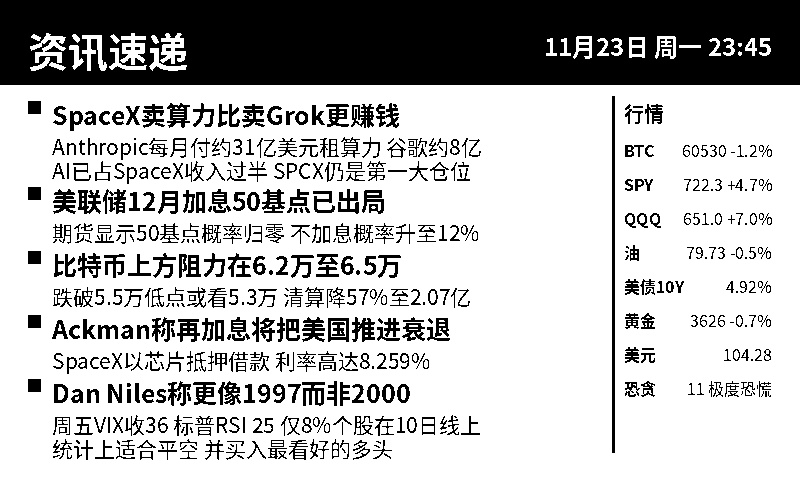 资讯速递
11月23日 周一 23:45
SpaceX卖算力比卖Grok更赚钱
Anthropic每月付约31亿美元租算力 谷歌约8亿
AI已占SpaceX收入过半 SPCX仍是第一大仓位
美联储12月加息50基点已出局
期货显示50基点概率归零 不加息概率升至12%
比特币上方阻力在6.2万至6.5万
跌破5.5万低点或看5.3万 清算降57%至2.07亿
Ackman称再加息将把美国推进衰退
SpaceX以芯片抵押借款 利率高达8.259%
Dan Niles称更像1997而非2000
周五VIX收36 标普RSI 25 仅8%个股在10日线上
统计上适合平空 并买入最看好的多头
行情
BTC 60530 -1.2%
SPY 722.3 +4.7%
QQQ 651.0 +7.0%
油 79.73 -0.5%
美债10Y 4.92%
黄金 3626 -0.7%
美元 104.28
恐贪 11 极度恐慌